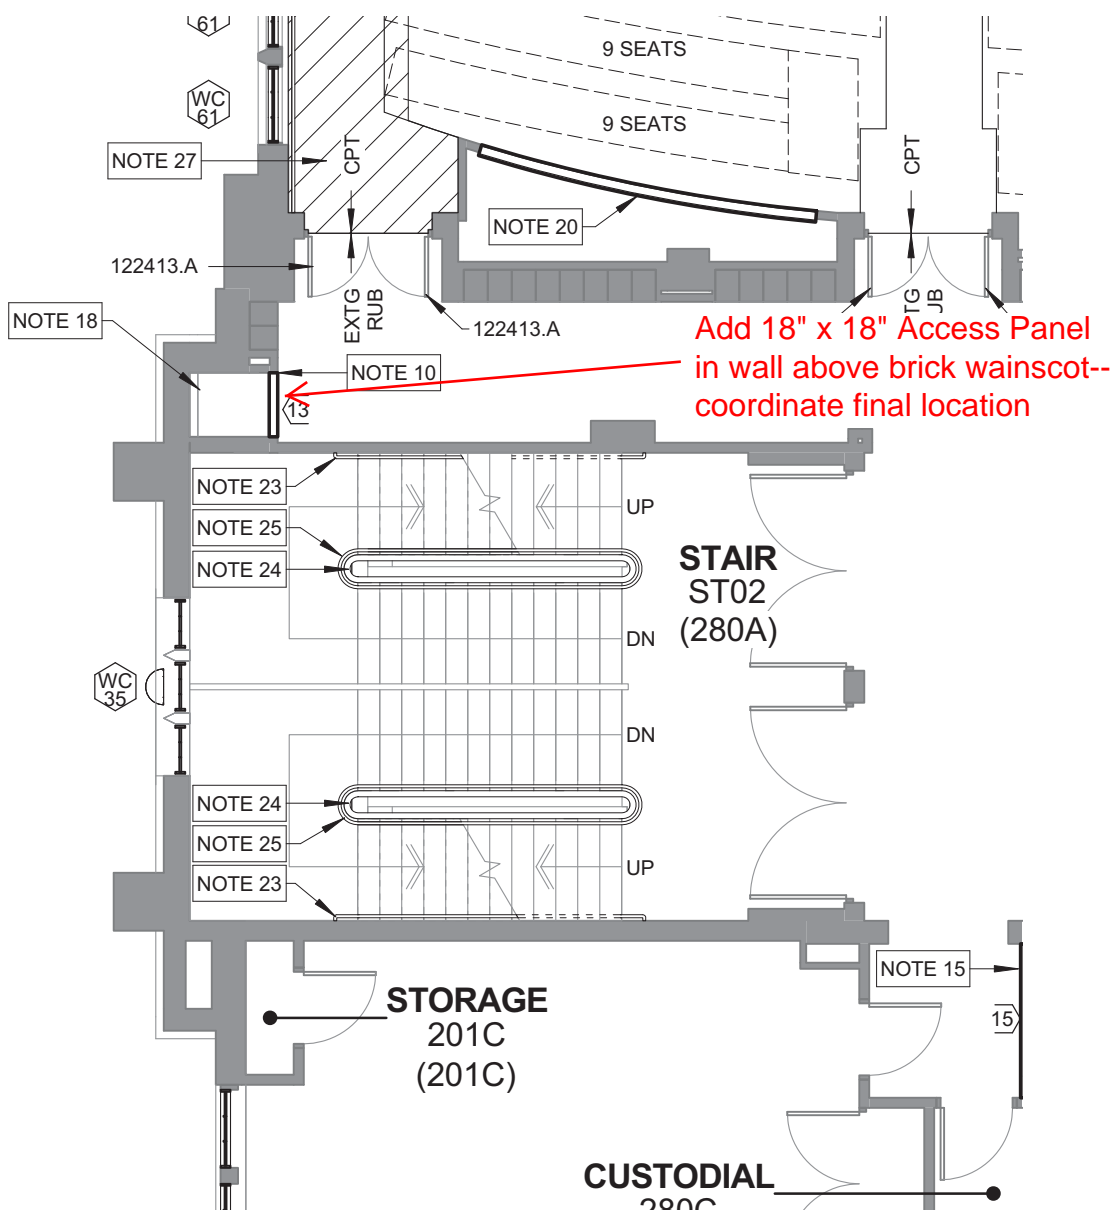 61
9 SEATS
WC
61
9 SEATS
NOTE 27
CPT
CPT
NOTE 20
122413.A
EXTG
RUB
TG
JB
NOTE 18
122413.A
Add 18" x 18" Access Panel
in wall above brick wainscot--
coordinate final location
NOTE 10
13
NOTE 23
UP
NOTE 25
NOTE 24
STAIR
ST02
(280A)
DN
WC
35
DN
NOTE 24
NOTE 25
UP
NOTE 23
NOTE 15
STORAGE
201C
(201C)
15
CUSTODIAL
280C